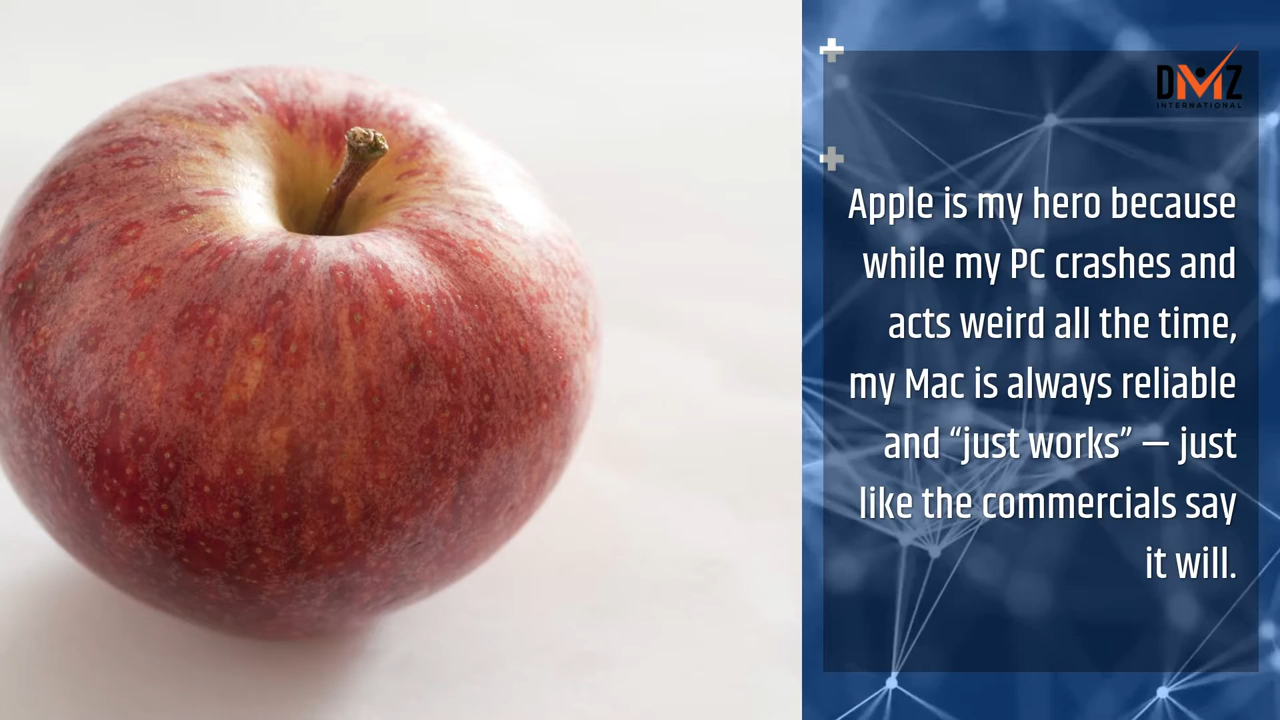 DMZ
INTERNATIONAL
Apple is my hero because
while my PC crashes and
acts weird all the time,
my Mac is always reliable
and “just works” — just
like the commercials say
it will.